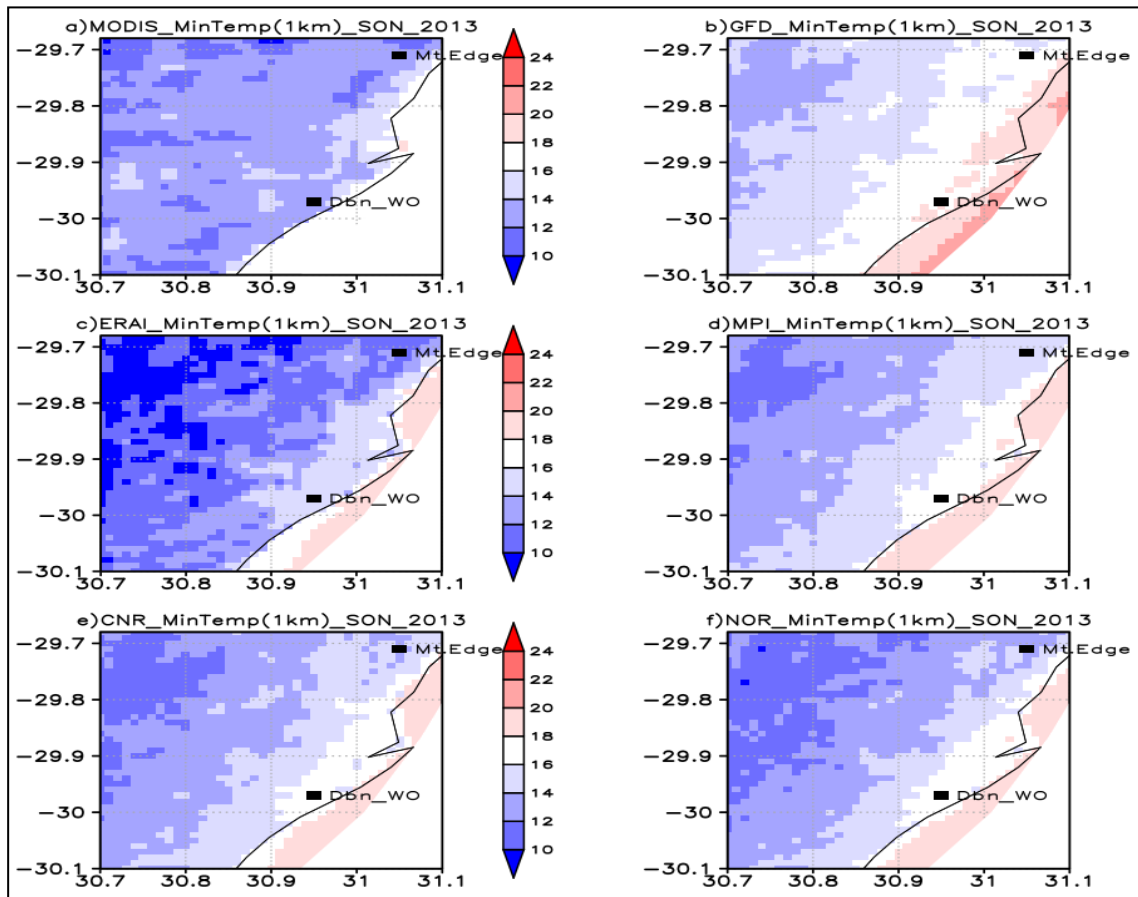 a)MODIS_MinTemp(1km)_SON_2013
−29.7
−29.8
−29.9
−30
−30.1
30.7 30.8 30.9 31 31.1
Mt.Edge
Dbn_WO
24
22
20
18
16
14
12
10
b)GFD_MinTemp(1km)_SON_2013
−29.7
−29.8
−29.9
−30
−30.1
30.7 30.8 30.9 31 31.1
Mt.Edge
Dbn_WO
c)ERAI_MinTemp(1km)_SON_2013
−29.7
−29.8
−29.9
−30
−30.1
30.7 30.8 30.9 31 31.1
Mt.Edge
Dbn_WO
24
22
20
18
16
14
12
10
d)MPI_MinTemp(1km)_SON_2013
−29.7
−29.8
−29.9
−30
−30.1
30.7 30.8 30.9 31 31.1
Mt.Edge
Dbn_WO
e)CNR_MinTemp(1km)_SON_2013
−29.7
−29.8
−29.9
−30
−30.1
30.7 30.8 30.9 31 31.1
Mt.Edge
Dbn_WO
24
22
20
18
16
14
12
10
f)NOR_MinTemp(1km)_SON_2013
−29.7
−29.8
−29.9
−30
−30.1
30.7 30.8 30.9 31 31.1
Mt.Edge
Dbn_WO